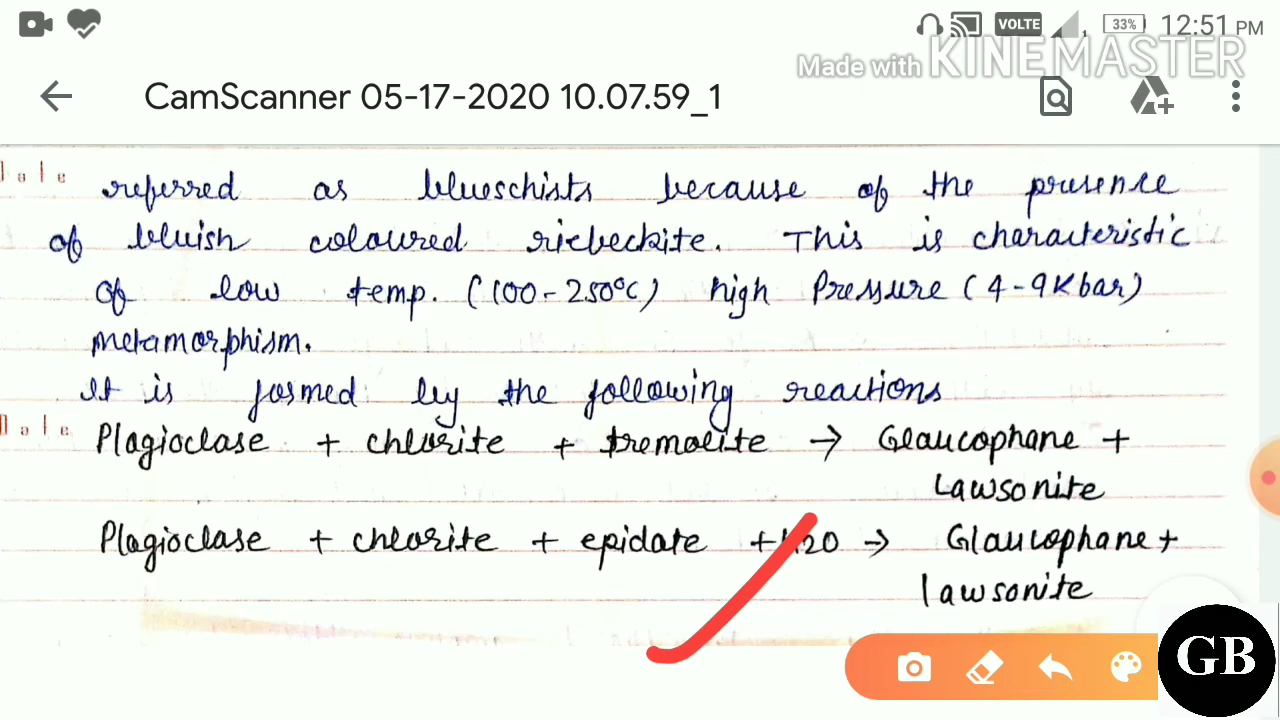 VOLTE 33% 12:51 PM
Made with KINEMASTER
CamScanner 05-17-2020 10.07.59_1
Date
referred as blueschists because of the presence
of bluish coloured riebeckite. This is characteristic
of low temp. (100-250°C) high Pressure (4-9Kbar)
metamorphism.
It is formed by the following reactions
Date
Plagioclase + chlorite + tremolite → Glaucophane +
Lawsonite
Plagioclase + chlorite + epidate + H2O → Glaucophane +
lawsonite
GB